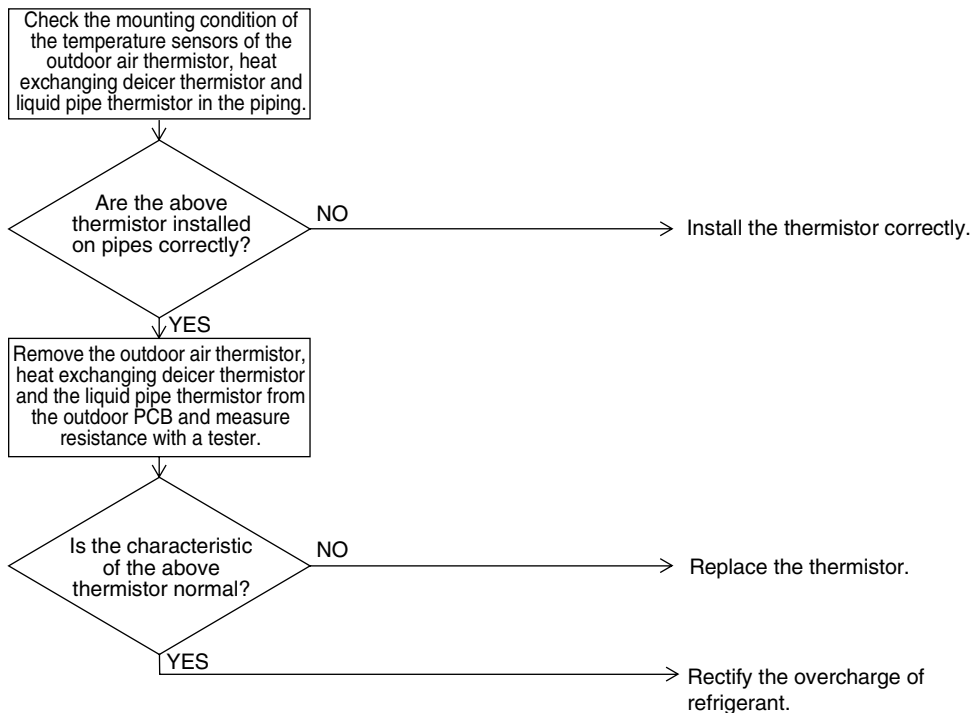 Check the mounting condition of
the temperature sensors of the
outdoor air thermistor, heat
exchanging deicer thermistor and
liquid pipe thermistor in the piping.
Are the above
thermistor installed
on pipes correctly?
NO
Install the thermistor correctly.
YES
Remove the outdoor air thermistor,
heat exchanging deicer thermistor
and the liquid pipe thermistor from
the outdoor PCB and measure
resistance with a tester.
Is the characteristic
of the above
thermistor normal?
NO
Replace the thermistor.
YES
Rectify the overcharge of
refrigerant.